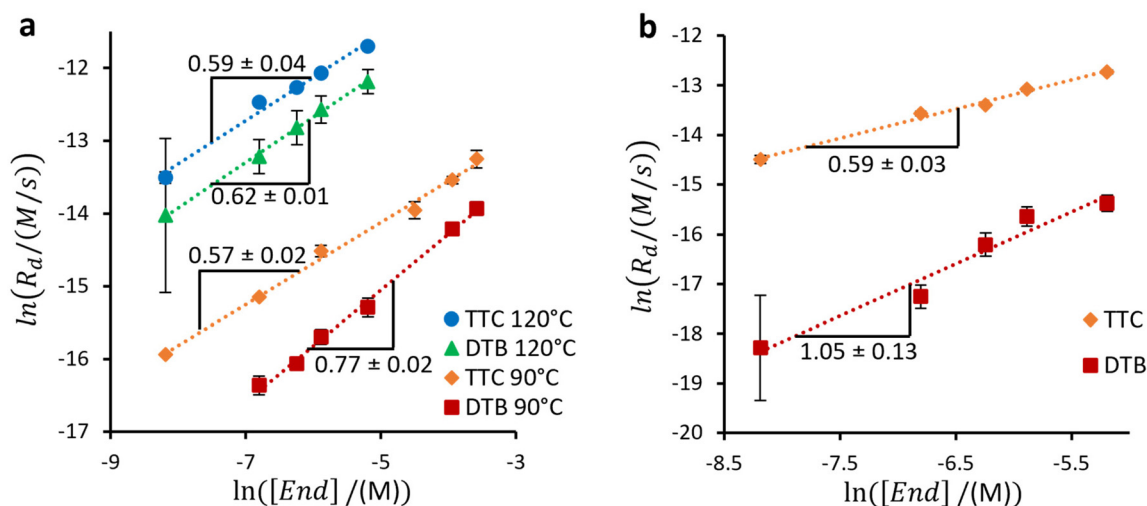 a
ln(R_d/(M/s))
-12
-13
-14
-15
-16
-17
0.59 ± 0.04
0.62 ± 0.01
0.57 ± 0.02
0.77 ± 0.02
TTC 120°C
DTB 120°C
TTC 90°C
DTB 90°C
-9
-7
-5
-3
ln([End] /(M))
b
ln(R_d/(M/s))
-12
-13
-14
-15
-16
-17
-18
-19
-20
0.59 ± 0.03
1.05 ± 0.13
TTC
DTB
-8.5
-7.5
-6.5
-5.5
ln([End] /(M))